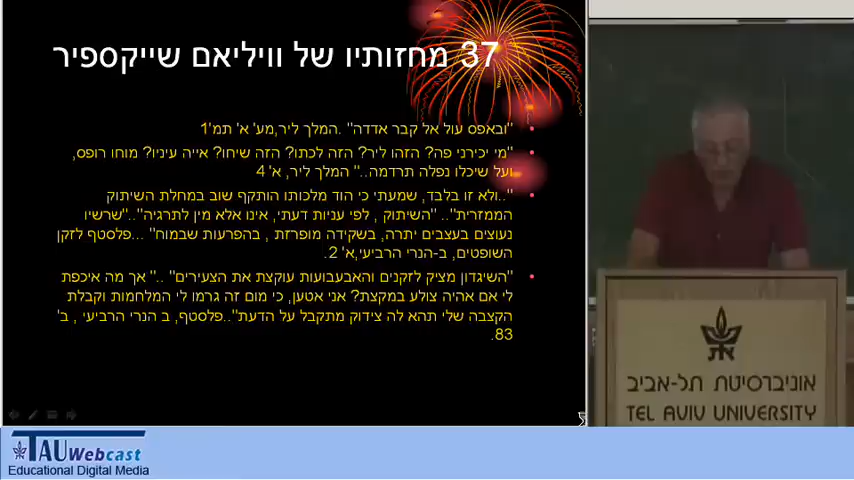 37 מחזותיו של וויליאם שייקספיר
"ובאפס עול אל קבר אדדה". המלך ליר,מע' א' תמ'1
"מי יכירני פה? הזהו ליר? הזה לכתו? הזה שיחו? אייה עיניו? מוחו רופס,
ועל שיכלו נפלה תרדמה.." המלך ליר, א' 4
"..ולא זו בלבד, שמעתי כי הוד מלכותו הותקף שוב במחלת השיתוק
הממזרית".. "השיתוק , לפי עניות דעתי, אינו אלא מין לתרגיה".."שרשיו
נעוצים בעצבים יתרה, בשקידה מופרזת , בהפרעות שבמוח" ...פלסטף לזקן
השופטים, ב-הנרי הרביעי,א' 2.
"השיגדון מציק לזקנים והאבעבועות עוקצת את הצעירים" .." אך מה איכפת
לי אם אהיה צולע במקצת? אני אטען, כי מום זה גרמו לי המלחמות וקבלת
הקצבה שלי תהא לה צידוק מתקבל על הדעת"..פלסטף, ב הנרי הרביעי , ב'
83.
אוניברסיטת תל-אביב
TEL AVIV UNIVERSITY
TAU Webcast
Educational Digital Media